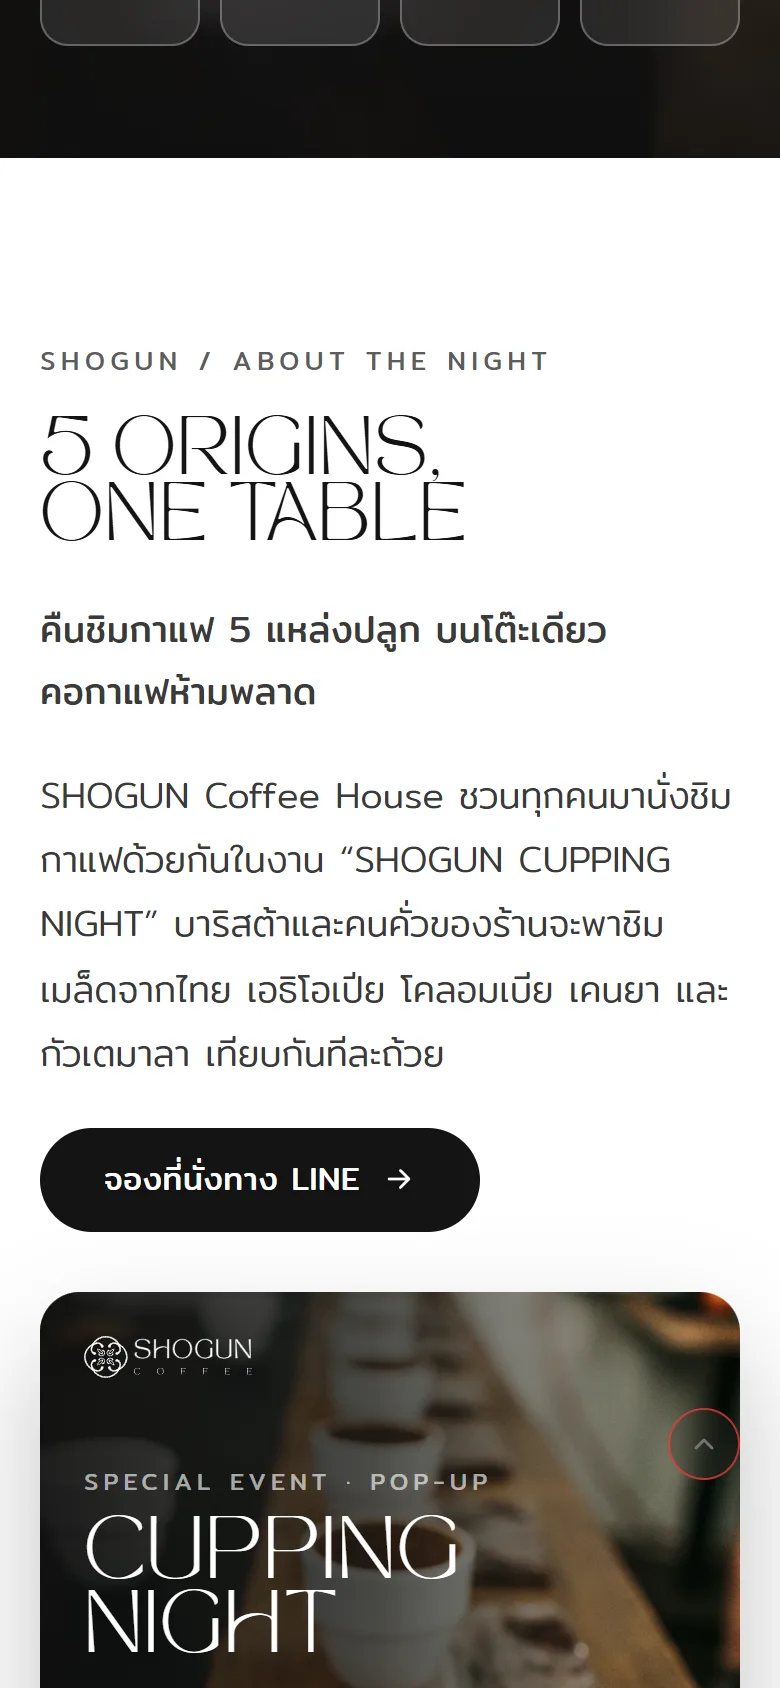 SHOGUN / ABOUT THE NIGHT
5 ORIGINS,
ONE TABLE
คืนชิมกาแฟ 5 แหล่งปลูก บนโต๊ะเดียว
คอกาแฟห้ามพลาด
SHOGUN Coffee House ชวนทุกคนมานั่งชิม
กาแฟด้วยกันในงาน “SHOGUN CUPPING
NIGHT” บาริสต้าและคนคั่วของร้านจะพาชิม
เมล็ดจากไทย เอธิโอเปีย โคลอมเบีย เคนยา และ
กัวเตมาลา เทียบกันทีละถ้วย
จองที่นั่งทาง LINE →
SHOGUN
COFFEE
SPECIAL EVENT · POP-UP
CUPPING
NIGHT